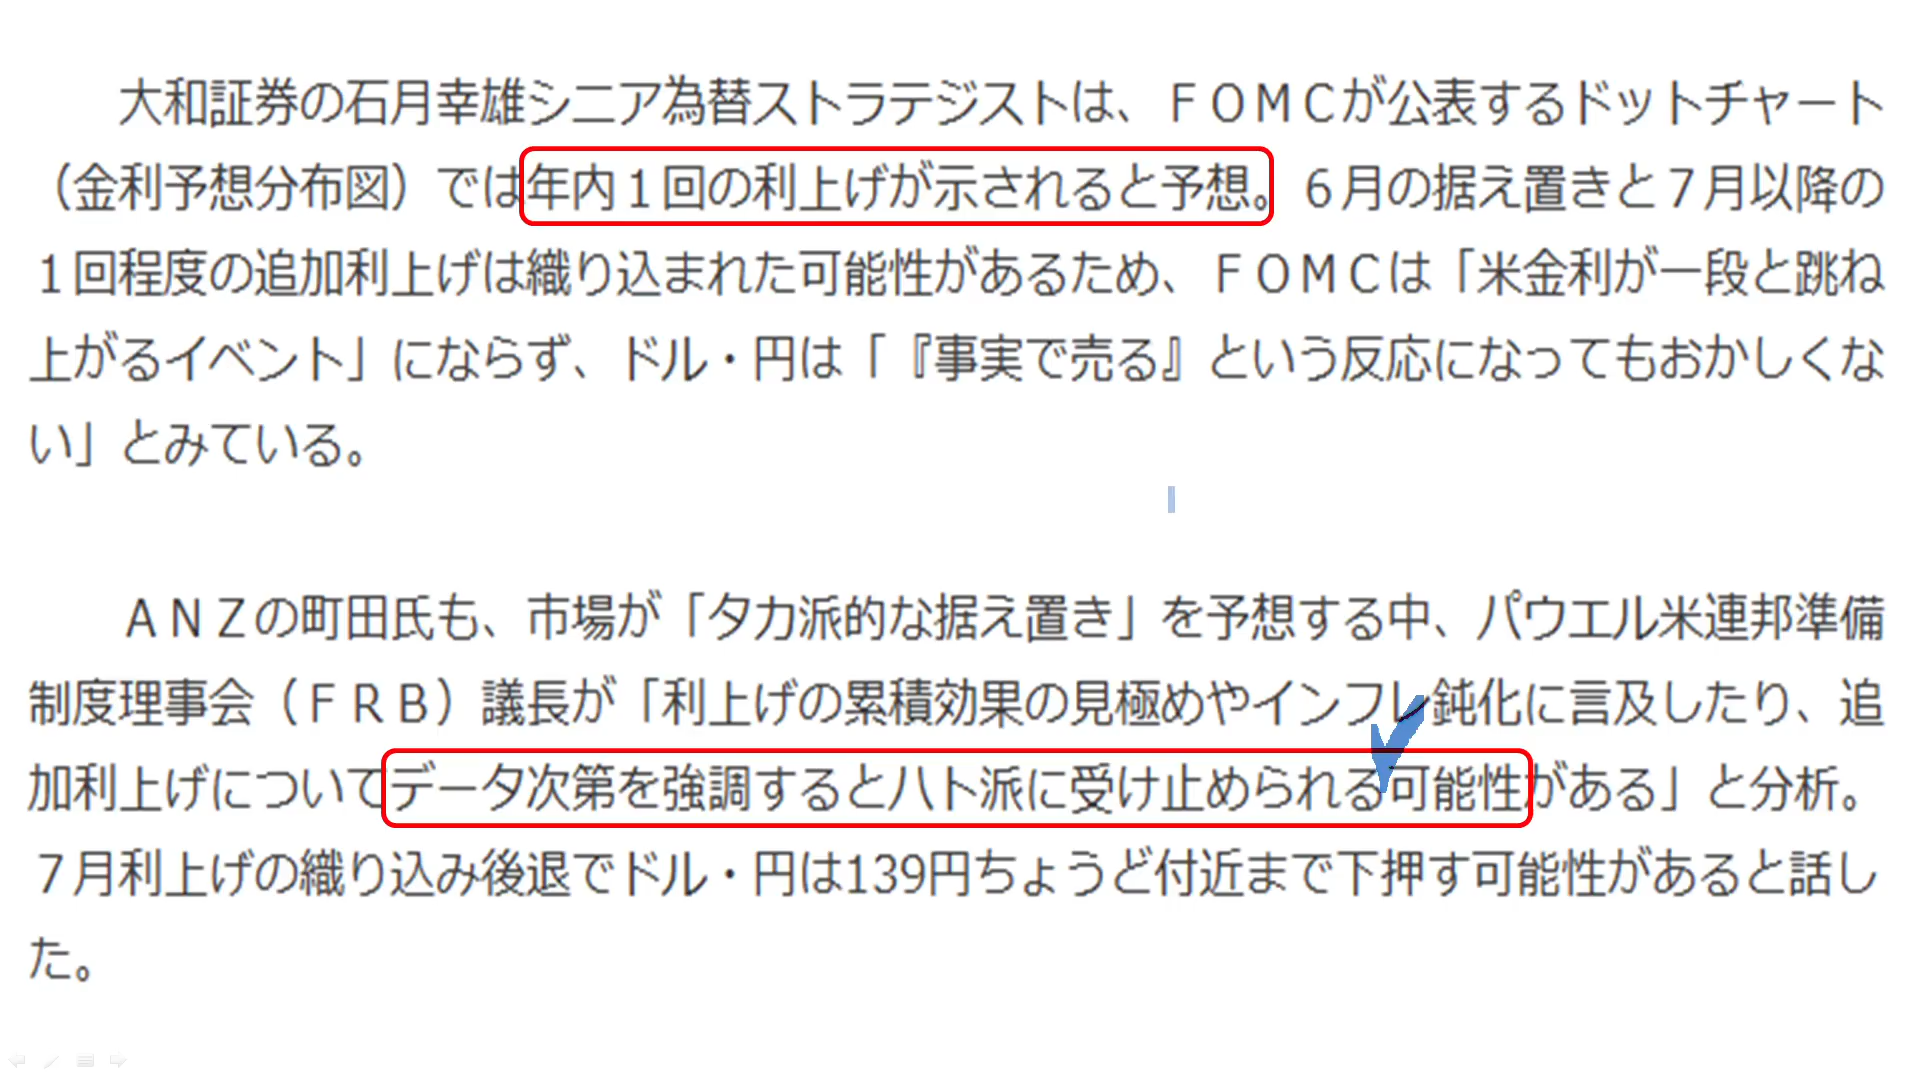 大和証券の石月幸雄シニア為替ストラテジストは、ＦＯＭＣが公表するドットチャート
（金利予想分布図）では年内１回の利上げが示されると予想。６月の据え置きと７月以降の
１回程度の追加利上げは織り込まれた可能性があるため、ＦＯＭＣは「米金利が一段と跳ね
上がるイベント」にならず、ドル・円は「『事実で売る』という反応になってもおかしくな
い」とみている。
ＡＮＺの町田氏も、市場が「タカ派的な据え置き」を予想する中、パウエル米連邦準備
制度理事会（ＦＲＢ）議長が「利上げの累積効果の見極めやインフレ鈍化に言及したり、追
加利上げについてデータ次第を強調するとハト派に受け止められる可能性がある」と分析。
７月利上げの織り込み後退でドル・円は139円ちょうど付近まで下押す可能性があると話し
た。